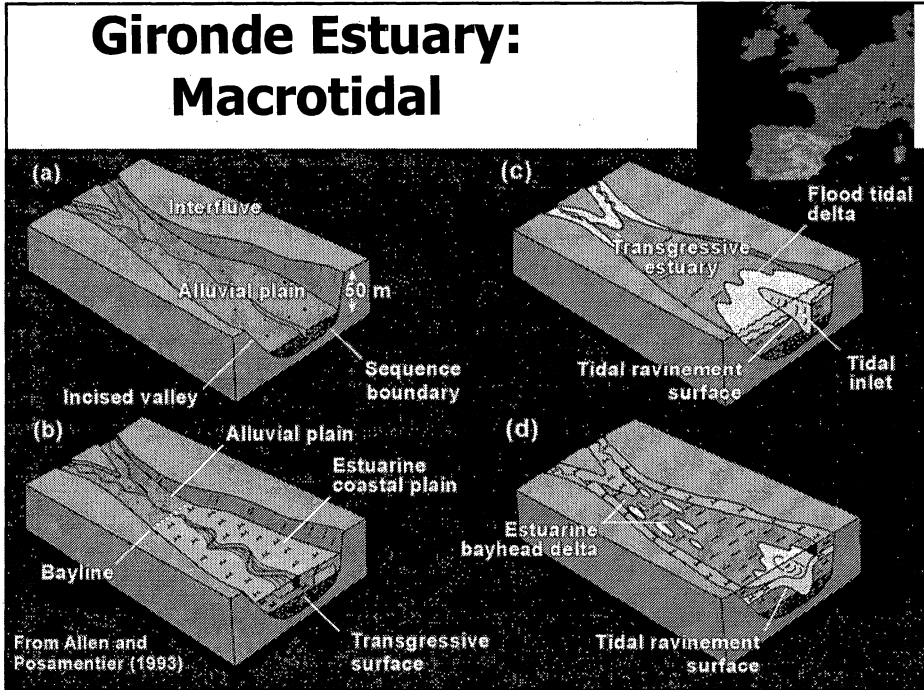 Gironde Estuary:
Macrotidal
(a)
Interfluve
Alluvial plain
50 m
Incised valley
Sequence
boundary
(c)
Flood tidal
delta
Transgressive
estuary
Tidal ravinement
surface
Tidal
inlet
(b)
Alluvial plain
Estuarine
coastal plain
Bayline
Transgressive
surface
From Allen and
Posamentier (1993)
(d)
Estuarine
bayhead delta
Tidal ravinement
surface